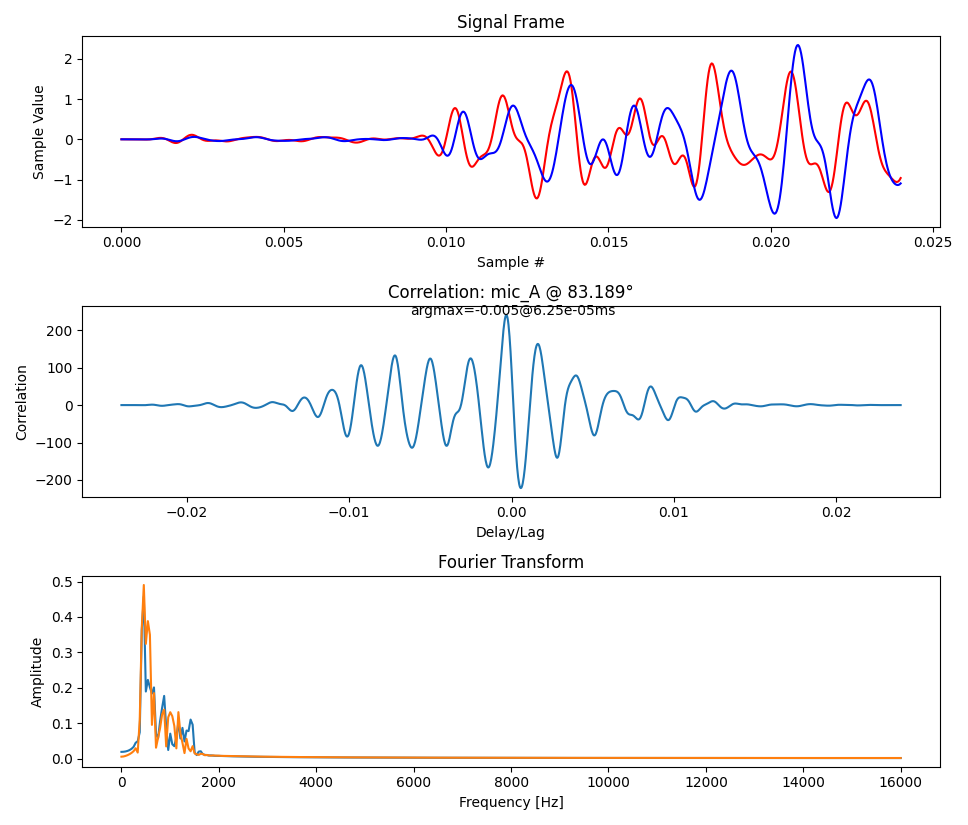 Signal Frame
2
1
0
−1
−2
Sample Value
0.000 0.005 0.010 0.015 0.020 0.025
Sample #
Correlation: mic_A @ 83.189°
argmax=-0.005@6.25e-05ms
200
100
0
−100
−200
Correlation
−0.02 −0.01 0.00 0.01 0.02
Delay/Lag
Fourier Transform
0.5
0.4
0.3
0.2
0.1
0.0
Amplitude
0 2000 4000 6000 8000 10000 12000 14000 16000
Frequency [Hz]